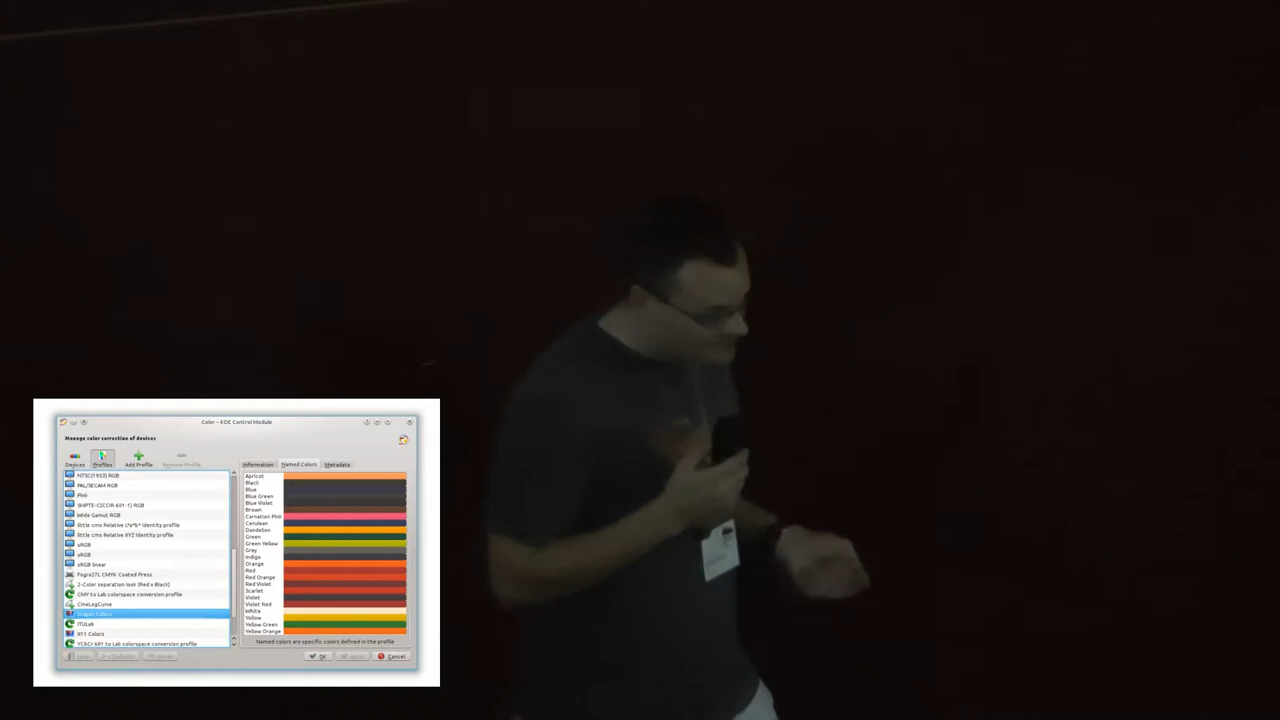 Color – KDE Control Module
Manage color correction of devices
Devices
Profiles
Add Profile
Remove Profile
NTSC(1953) RGB
PAL/SECAM RGB
Pink
SMPTE-C(CCIR 601-1) RGB
Wide Gamut RGB
little cms Relative L*a*b* identity profile
little cms Relative XYZ identity profile
sRGB
sRGB
sRGB linear
Fogra27L CMYK Coated Press
2-Color separation look (Red x Black)
CMY to Lab colorspace conversion profile
CineLogCurve
Crayon Colors
ITULab
X11 Colors
YCbCr 601 to Lab colorspace conversion profile
Information
Named Colors
Metadata
Apricot
Black
Blue
Blue Green
Blue Violet
Brown
Carnation Pink
Cerulean
Dandelion
Green
Green Yellow
Grey
Indigo
Orange
Red
Red Orange
Red Violet
Scarlet
Violet
Violet Red
White
Yellow
Yellow Green
Yellow Orange
Named colors are specific colors defined in the profile
Help
Defaults
Reset
OK
Apply
Cancel